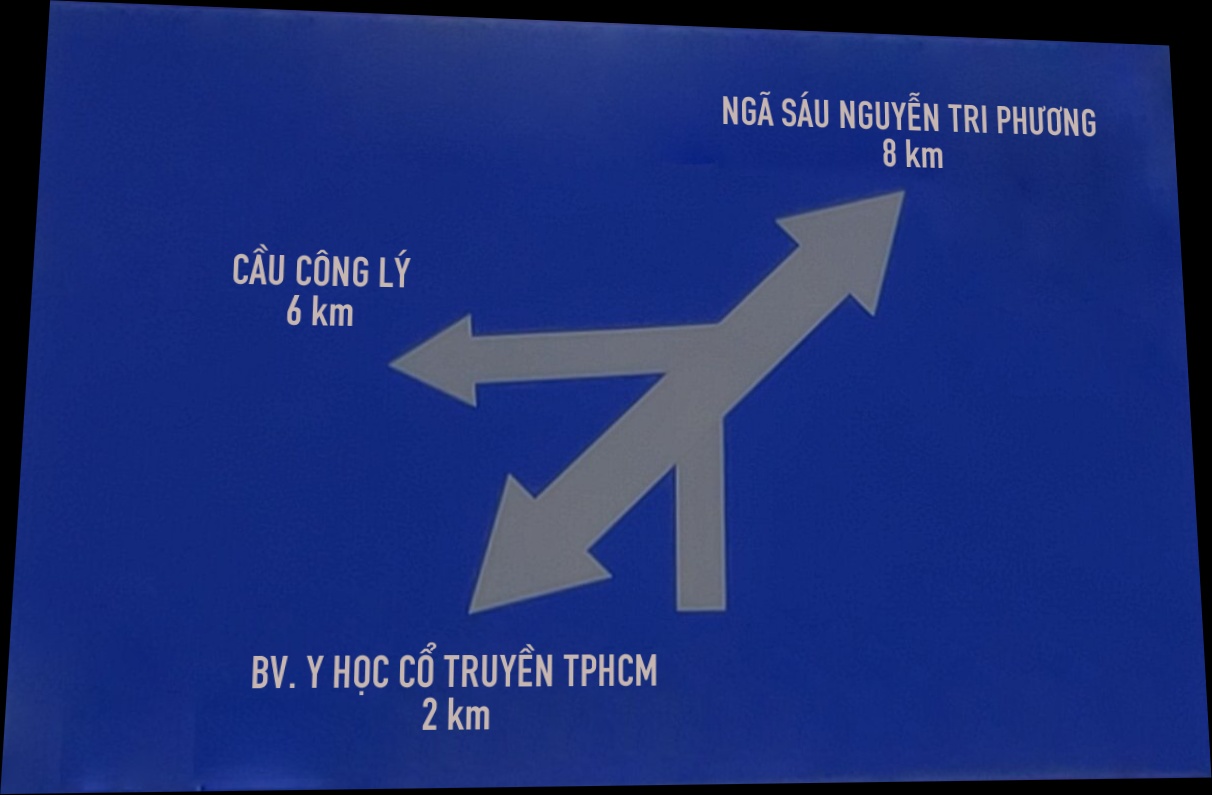 NGÃ SÁU NGUYỄN TRI PHƯƠNG
8 km
CẦU CÔNG LÝ
6 km
BV. Y HỌC CỔ TRUYỀN TPHCM
2 km